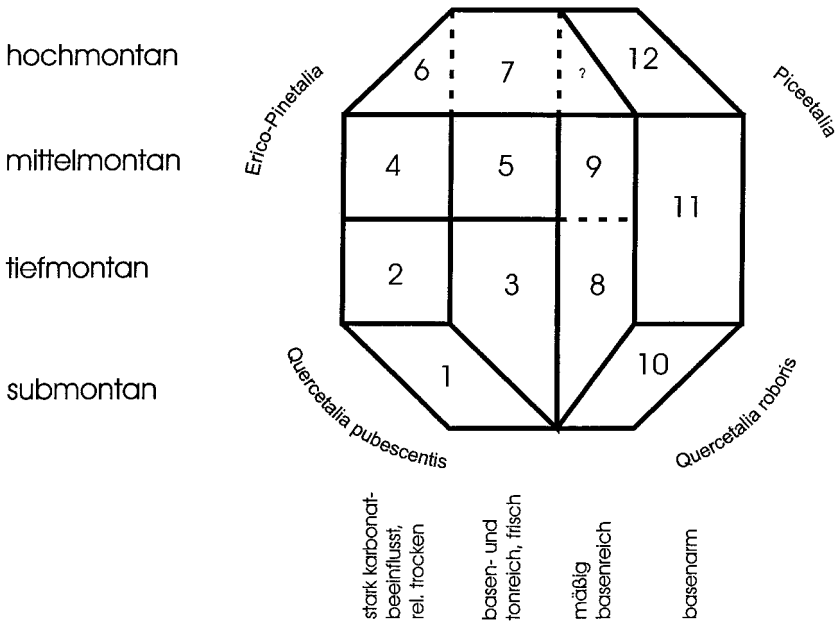 hochmontan
6 7 ? 12
Erico-Pinetalia
Piceetalia
mittelmontan
4 5 9
11
tiefmontan
2 3 8
submontan
1 10
Quercetalia pubescentis
Quercetalia roboris
stark karbonat-
beeinflusst,
rel. trocken
basen- und
tonreich, frisch
mäßig
basenreich
basenarm